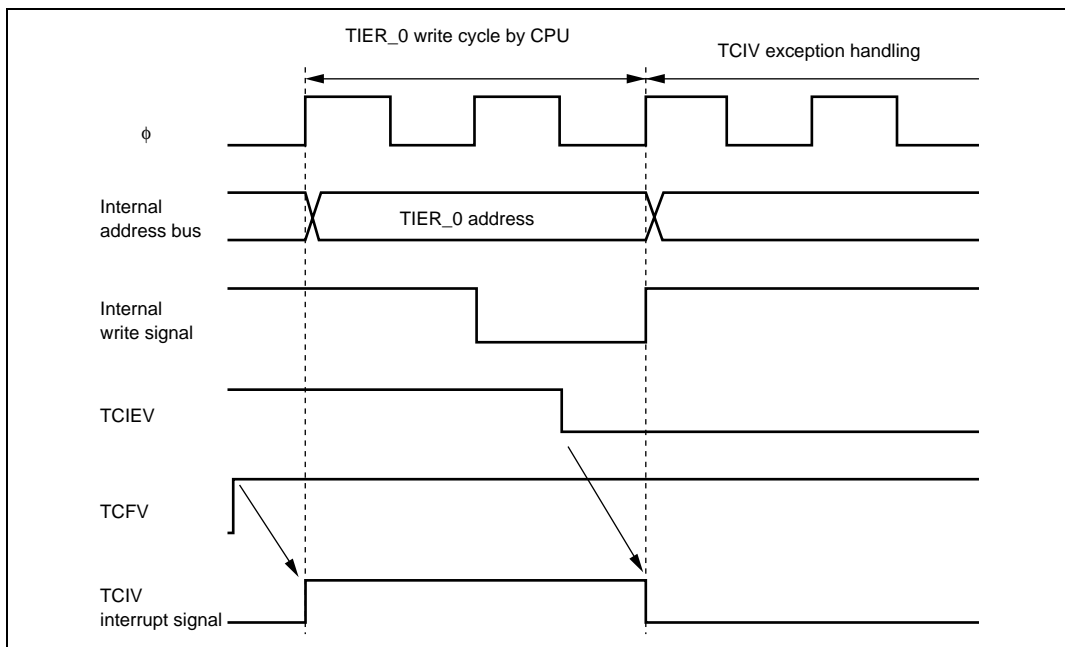 TIER_0 write cycle by CPU
TCIV exception handling
ϕ
Internal
address bus
TIER_0 address
Internal
write signal
TCIEV
TCFV
TCIV
interrupt signal